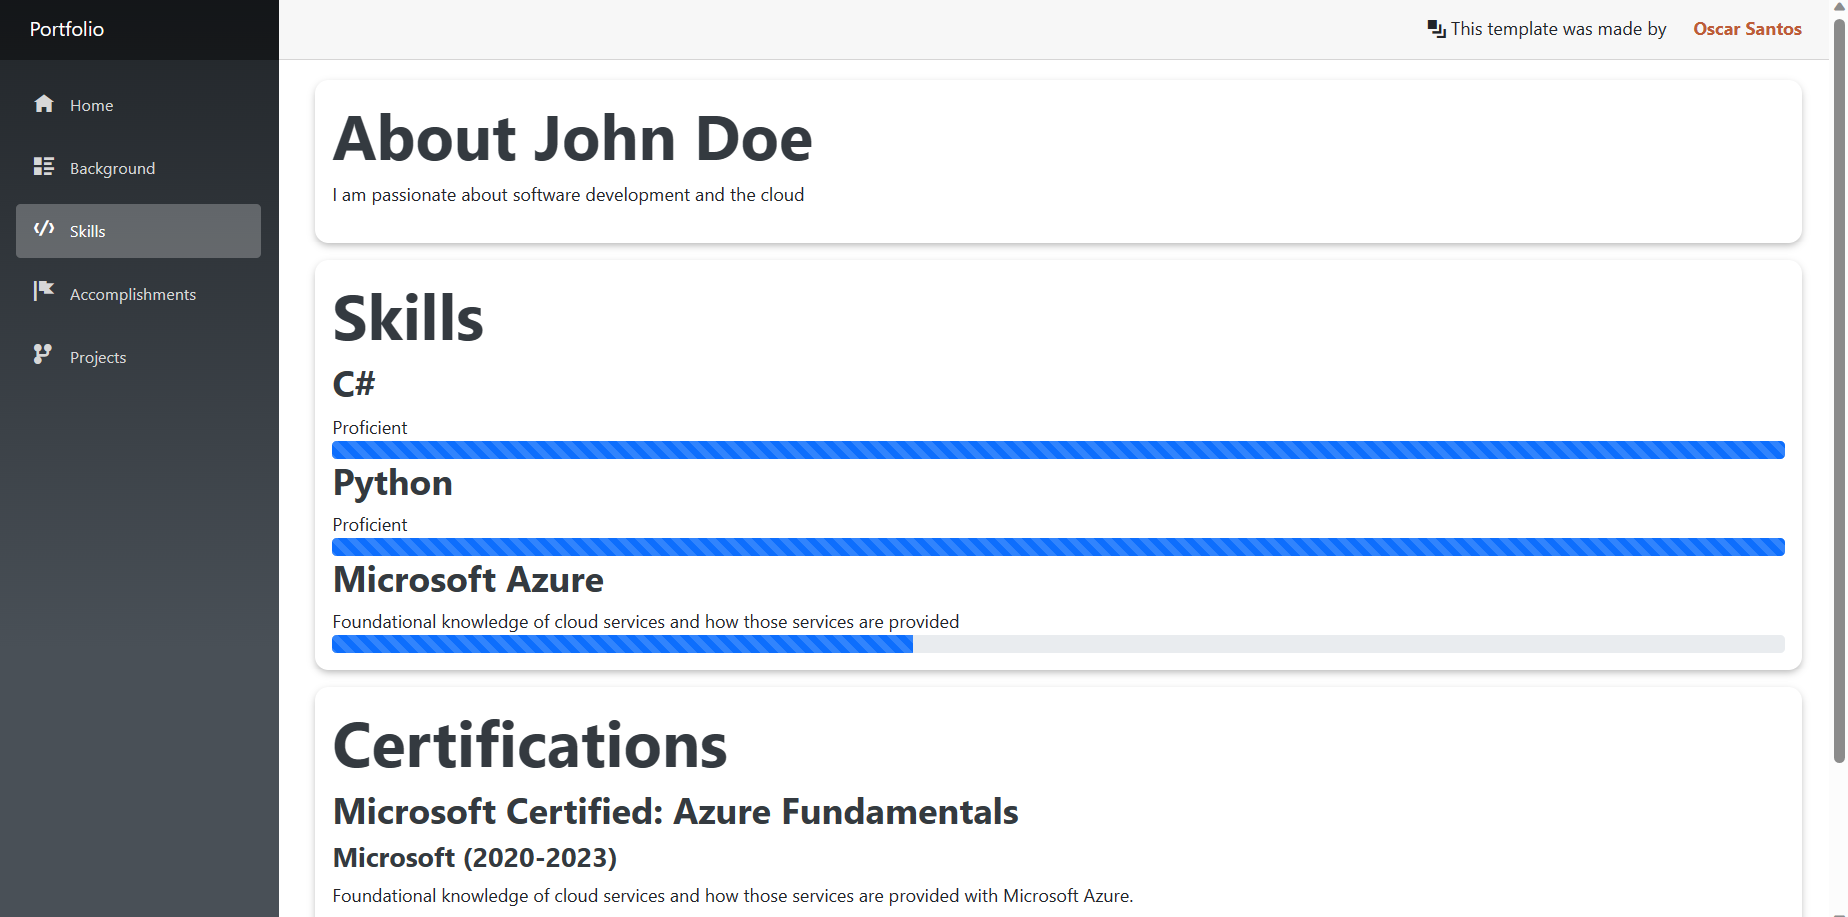 Portfolio
This template was made by Oscar Santos
Home
Background
Skills
Accomplishments
Projects
About John Doe
I am passionate about software development and the cloud
Skills
C#
Proficient
Python
Proficient
Microsoft Azure
Foundational knowledge of cloud services and how those services are provided
Certifications
Microsoft Certified: Azure Fundamentals
Microsoft (2020-2023)
Foundational knowledge of cloud services and how those services are provided with Microsoft Azure.